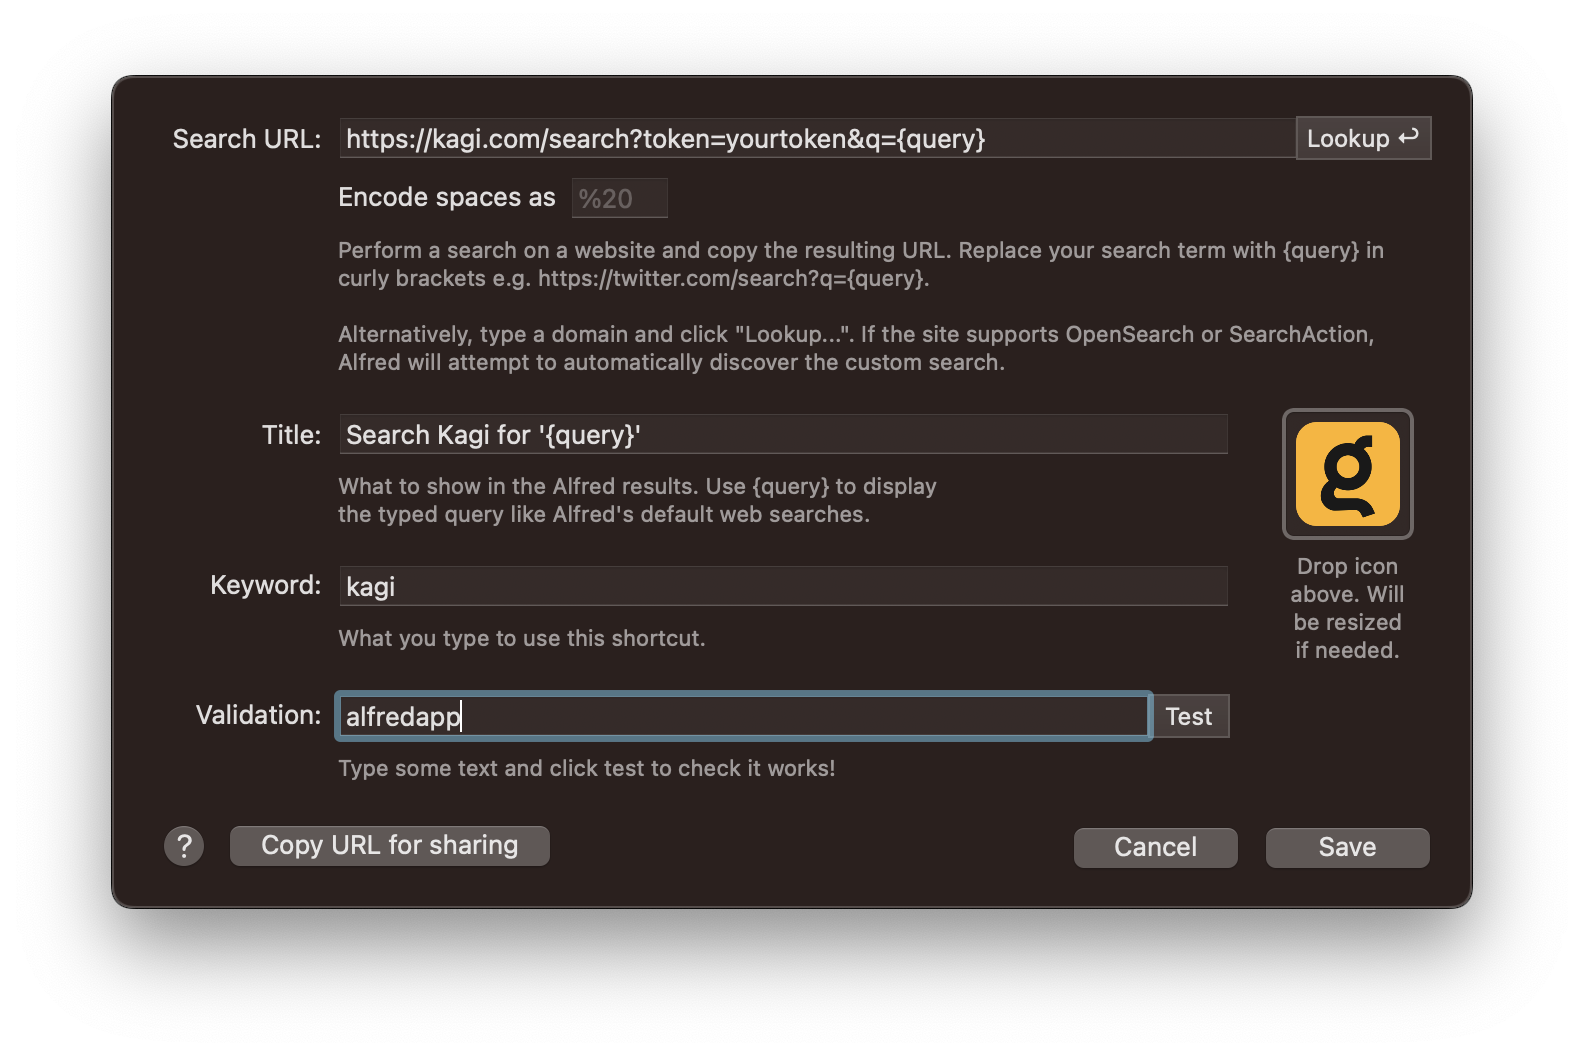 Search URL: https://kagi.com/search?token=yourtoken&q={query} Lookup ↩
Encode spaces as %20
Perform a search on a website and copy the resulting URL. Replace your search term with {query} in
curly brackets e.g. https://twitter.com/search?q={query}.
Alternatively, type a domain and click "Lookup...". If the site supports OpenSearch or SearchAction,
Alfred will attempt to automatically discover the custom search.
Title: Search Kagi for '{query}'
What to show in the Alfred results. Use {query} to display
the typed query like Alfred's default web searches.
g
Drop icon
above. Will
be resized
if needed.
Keyword: kagi
What you type to use this shortcut.
Validation: alfredapp Test
Type some text and click test to check it works!
? Copy URL for sharing Cancel Save